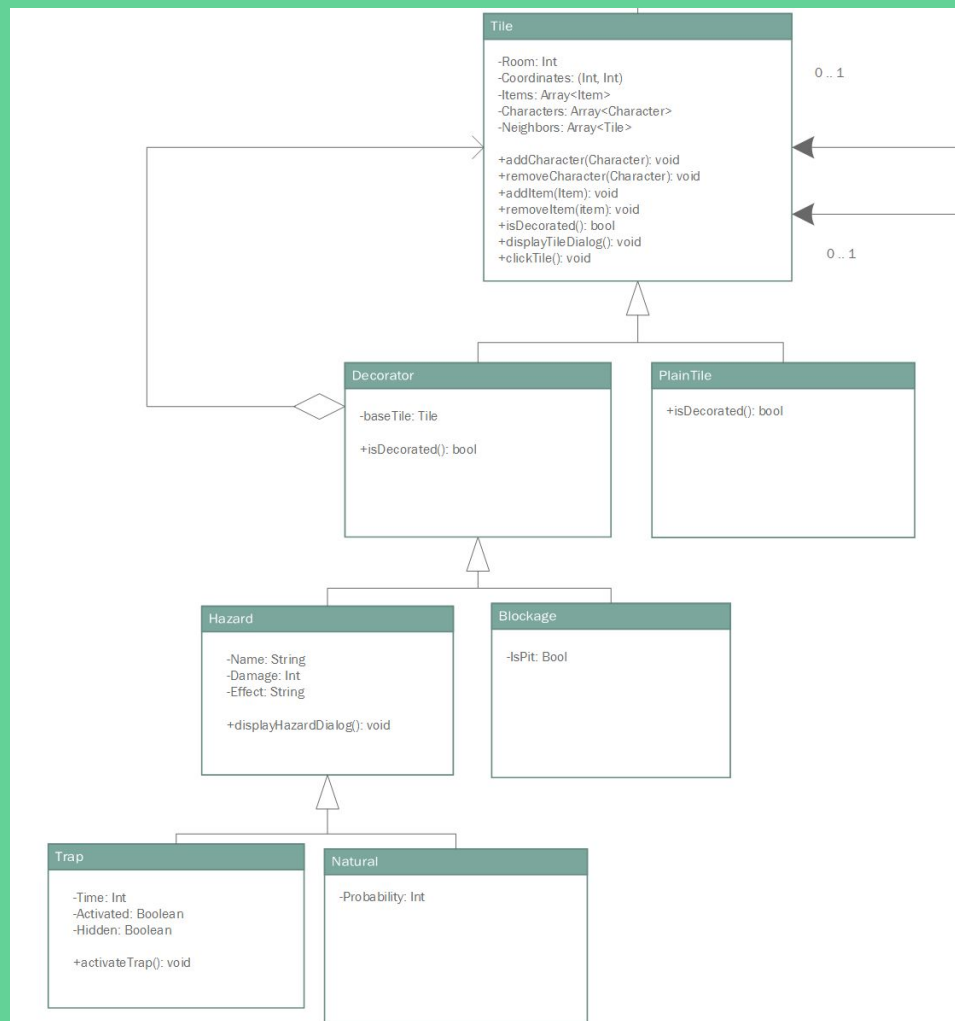 Tile
-Room: Int
-Coordinates: (Int, Int)
-Items: Array<Item>
-Characters: Array<Character>
-Neighbors: Array<Tile>
+addCharacter(Character): void
+removeCharacter(Character): void
+addItem(Item): void
+removeItem(item): void
+isDecorated(): bool
+displayTileDialog(): void
+clickTile(): void
0 .. 1
0 .. 1
Decorator
-baseTile: Tile
+isDecorated(): bool
PlainTile
+isDecorated(): bool
Hazard
-Name: String
-Damage: Int
-Effect: String
+displayHazardDialog(): void
Blockage
-IsPit: Bool
Trap
-Time: Int
-Activated: Boolean
-Hidden: Boolean
+activateTrap(): void
Natural
-Probability: Int